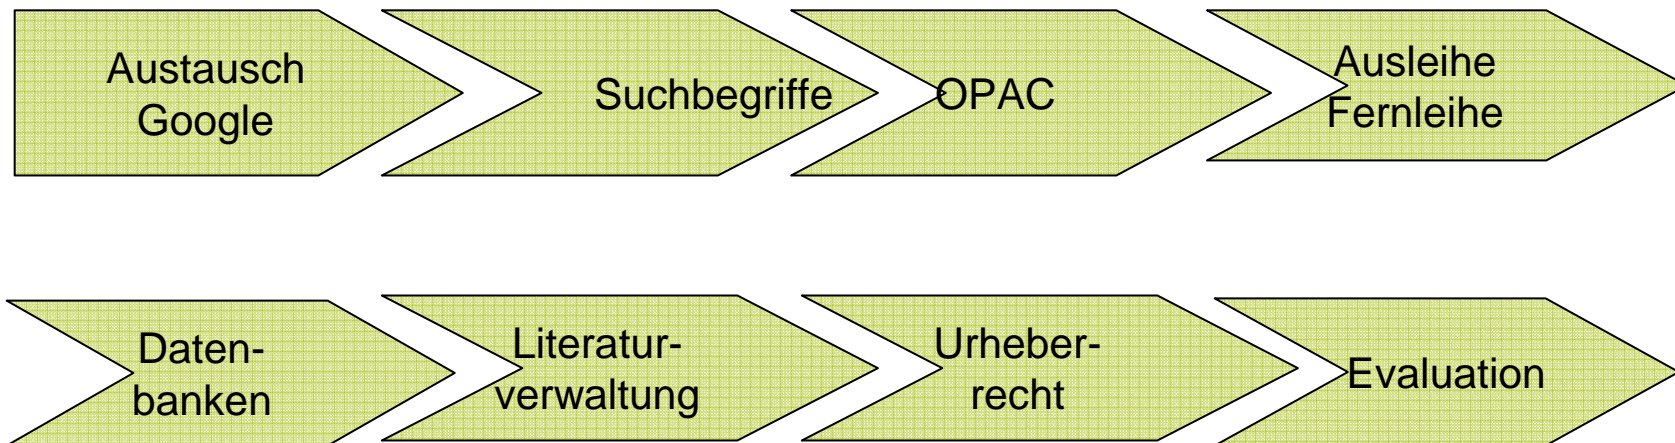 Austausch
Google
Suchbegriffe
OPAC
Ausleihe
Fernleihe
Daten-
banken
Literatur-
verwaltung
Urheber-
recht
Evaluation